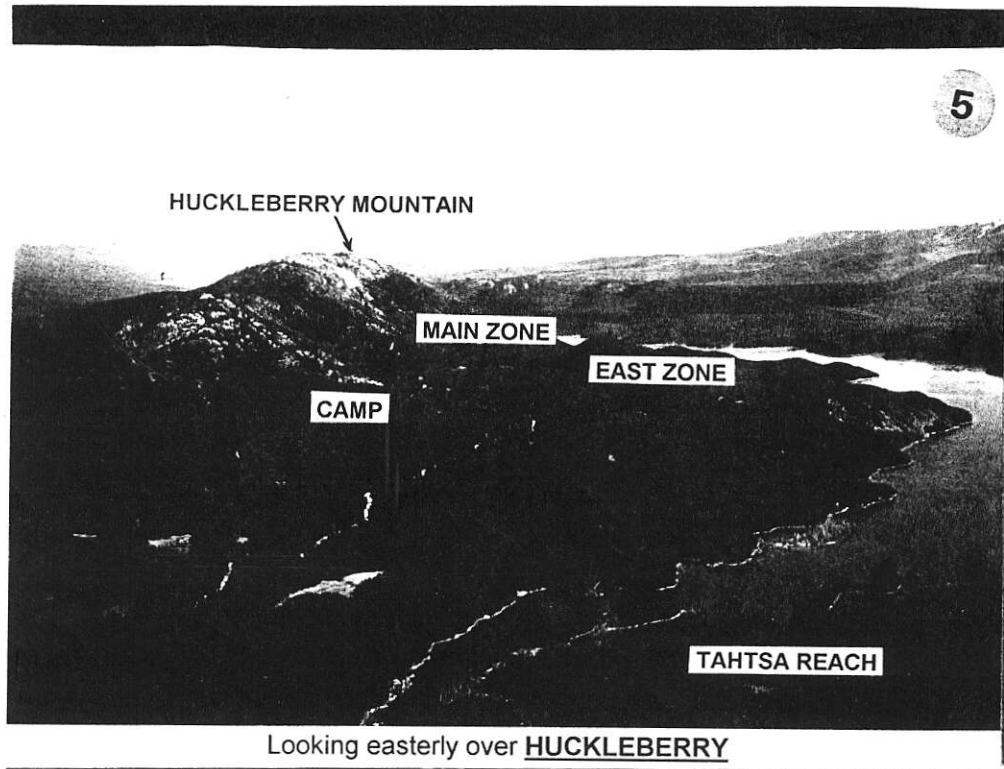 5
HUCKLEBERRY MOUNTAIN
MAIN ZONE
EAST ZONE
CAMP
TAHTSA REACH
Looking easterly over HUCKLEBERRY